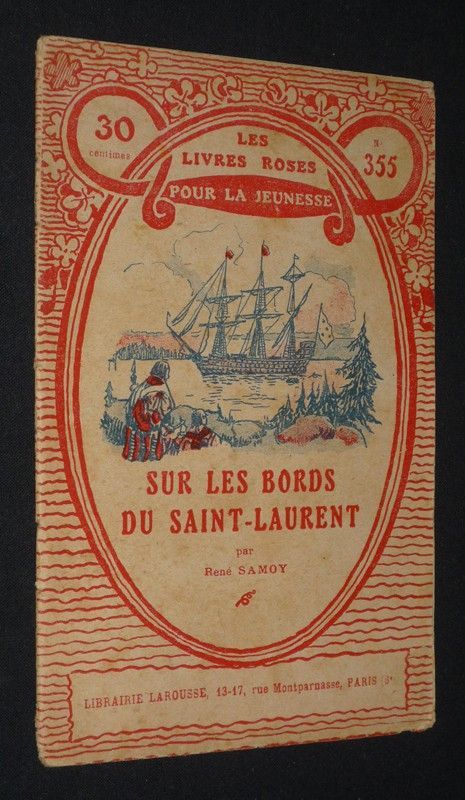 30
centimes
LES
LIVRES ROSES
POUR LA JEUNESSE
N°
355
SUR LES BORDS
DU SAINT-LAURENT
par
René SAMOY
LIBRAIRIE LAROUSSE, 13-17, rue Montparnasse, PARIS (6e